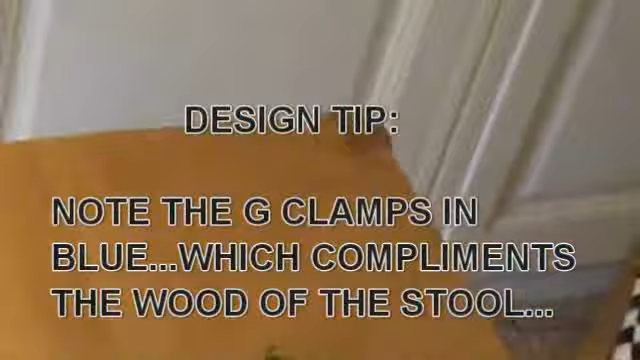 DESIGN TIP:
NOTE THE G CLAMPS IN
BLUE...WHICH COMPLIMENTS
THE WOOD OF THE STOOL...